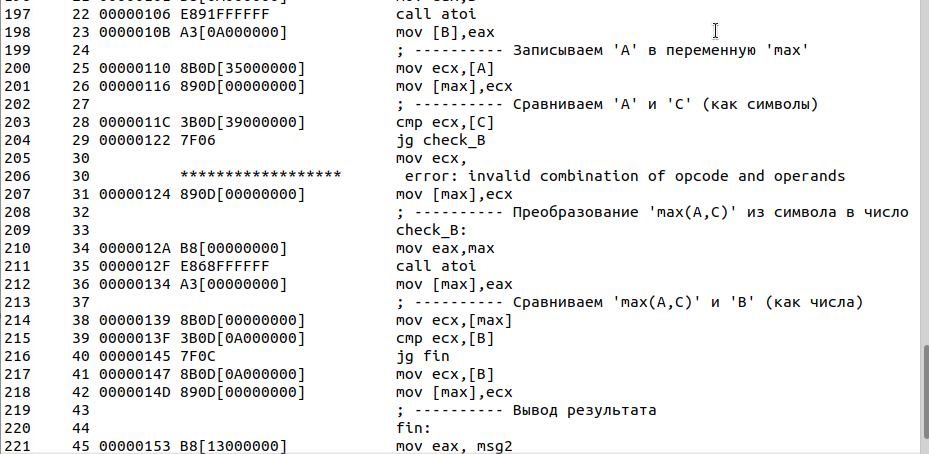 197 22 00000106 E891FFFFFF call atoi
198 23 0000010B A3[0A000000] mov [B],eax
199 24 ; ---------- Записываем 'A' в переменную 'max'
200 25 00000110 8B0D[35000000] mov ecx,[A]
201 26 00000116 890D[00000000] mov [max],ecx
202 27 ; ---------- Сравниваем 'A' и 'С' (как символы)
203 28 0000011C 3B0D[39000000] cmp ecx,[C]
204 29 00000122 7F06 jg check_B
205 30 mov ecx,
206 30 ****************** error: invalid combination of opcode and operands
207 31 00000124 890D[00000000] mov [max],ecx
208 32 ; ---------- Преобразование 'max(A,C)' из символа в число
209 33 check_B:
210 34 0000012A B8[00000000] mov eax,max
211 35 0000012F E868FFFFFF call atoi
212 36 00000134 A3[00000000] mov [max],eax
213 37 ; ---------- Сравниваем 'max(A,C)' и 'B' (как числа)
214 38 00000139 8B0D[00000000] mov ecx,[max]
215 39 0000013F 3B0D[0A000000] cmp ecx,[B]
216 40 00000145 7F0C jg fin
217 41 00000147 8B0D[0A000000] mov ecx,[B]
218 42 0000014D 890D[00000000] mov [max],ecx
219 43 ; ---------- Вывод результата
220 44 fin:
221 45 00000153 B8[13000000] mov eax, msg2